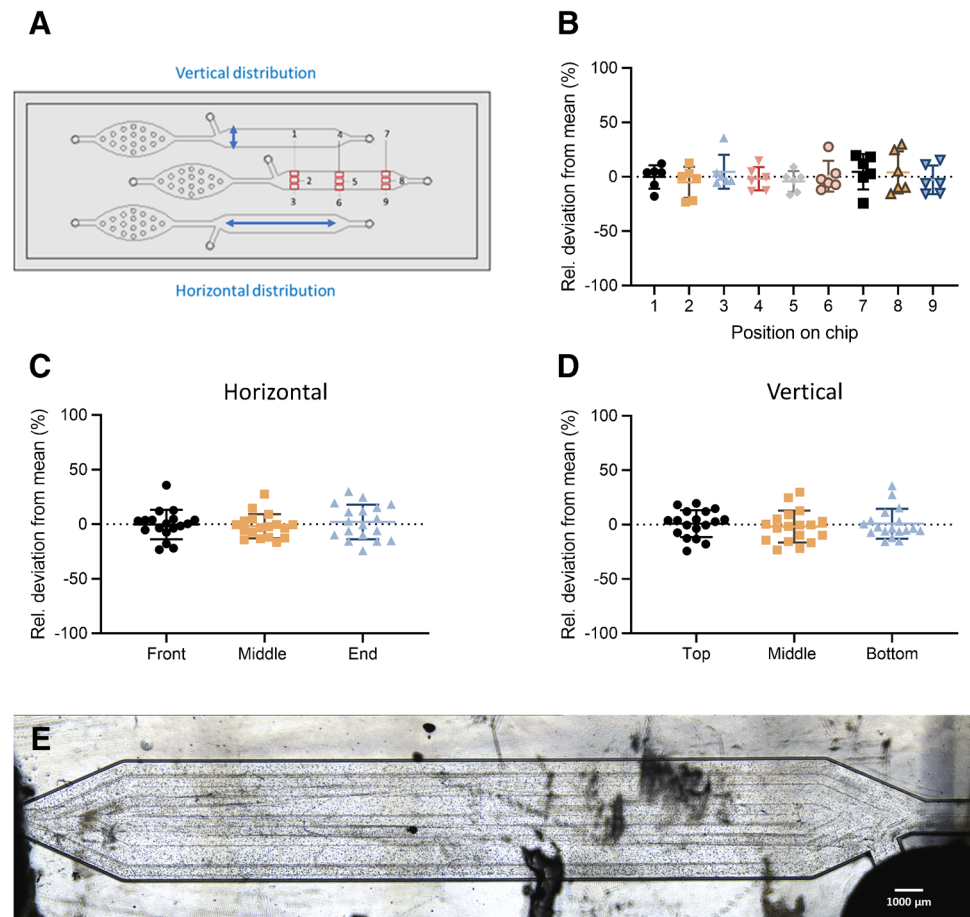 A
Vertical distribution
1
4
7
2
5
8
3
6
9
Horizontal distribution
B
Rel. deviation from mean (%)
100
50
0
-50
-100
1 2 3 4 5 6 7 8 9
Position on chip
C
Horizontal
Rel. deviation from mean (%)
100
50
0
-50
-100
Front Middle End
D
Vertical
Rel. deviation from mean (%)
100
50
0
-50
-100
Top Middle Bottom
E
1000 µm